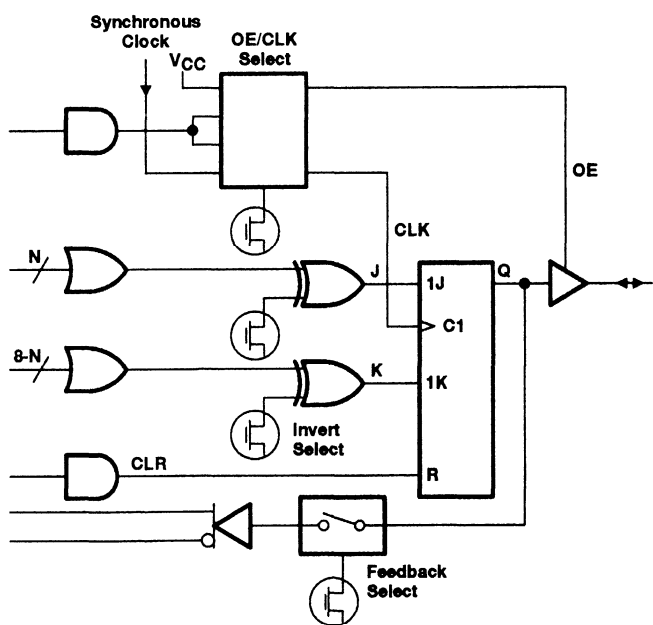 Synchronous
Clock
VCC
OE/CLK
Select
OE
CLK
N
J
1J
Q
C1
8-N
K
1K
Invert
Select
CLR
R
Feedback
Select